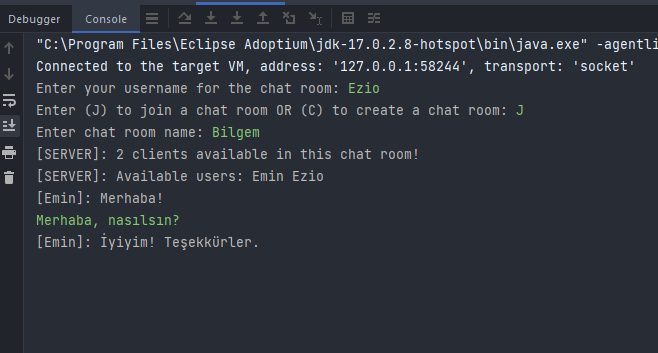 Debugger Console
"C:\Program Files\Eclipse Adoptium\jdk-17.0.2.8-hotspot\bin\java.exe" -agentli
Connected to the target VM, address: '127.0.0.1:58244', transport: 'socket'
Enter your username for the chat room: Ezio
Enter (J) to join a chat room OR (C) to create a chat room: J
Enter chat room name: Bilgem
[SERVER]: 2 clients available in this chat room!
[SERVER]: Available users: Emin Ezio
[Emin]: Merhaba!
Merhaba, nasılsın?
[Emin]: İyiyim! Teşekkürler.